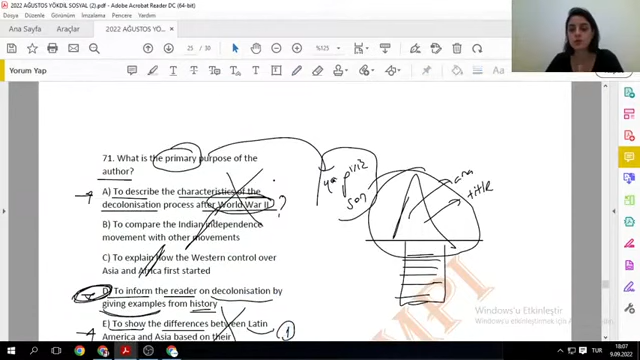 2022 AĞUSTOS YÖKDİL SOSYAL (2).pdf - Adobe Acrobat Reader DC (64-bit)
Dosya Düzenle Görünüm İmzala Pencere Yardım
Ana Sayfa Araçlar 2022 AĞUSTOS YÖ...
25 / 30 %125
Yorum Yap
71. What is the primary purpose of the
author?
A) To describe the characteristics of the
decolonisation process after World War II
B) To compare the Indian independence
movement with other movements
C) To explain how the Western control over
Asia and Africa first started
D) To inform the reader on decolonisation by
giving examples from history
E) To show the differences between Latin
America and Asia based on their
ya giriş
son
ana
title
Windows'u Etkinleştir
TUR
18:07
9.09.2022